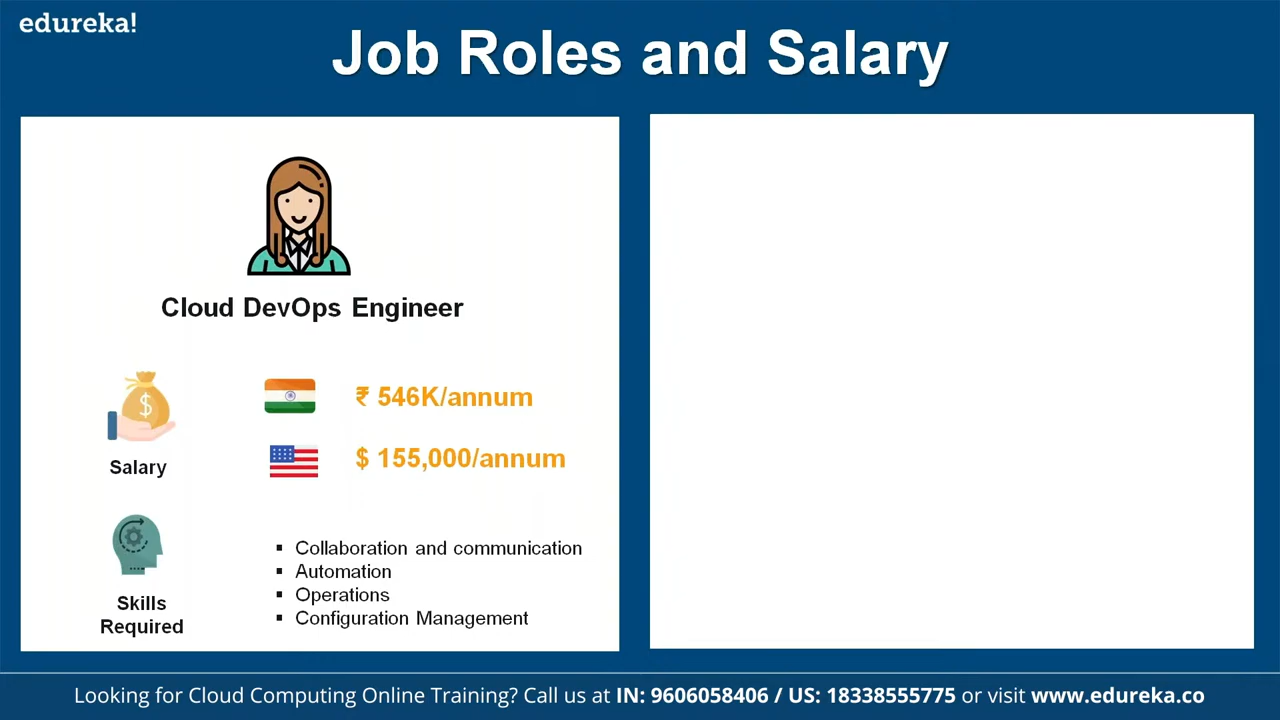 edureka!
Job Roles and Salary
Cloud DevOps Engineer
$
Salary
₹ 546K/annum
$ 155,000/annum
Skills
Required
▪ Collaboration and communication
▪ Automation
▪ Operations
▪ Configuration Management
Looking for Cloud Computing Online Training? Call us at IN: 9606058406 / US: 18338555775 or visit www.edureka.co